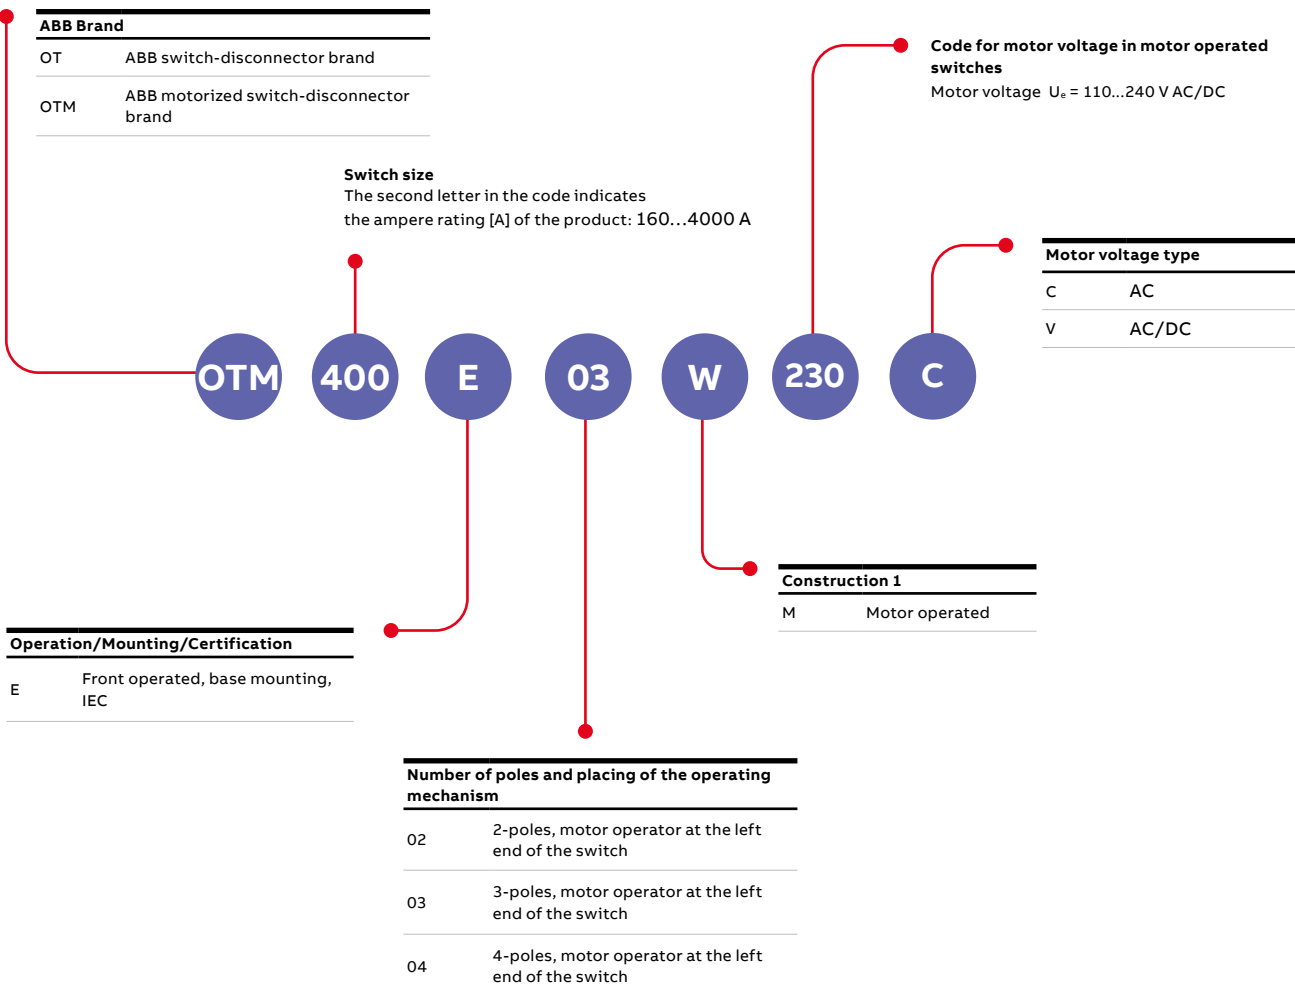 ABB Brand
OT ABB switch-disconnector brand
OTM ABB motorized switch-disconnector
brand
Code for motor voltage in motor operated
switches
Motor voltage Uₑ = 110...240 V AC/DC
Switch size
The second letter in the code indicates
the ampere rating [A] of the product: 160...4000 A
Motor voltage type
C AC
V AC/DC
OTM 400 E 03 W 230 C
Construction 1
M Motor operated
Operation/Mounting/Certification
E Front operated, base mounting,
IEC
Number of poles and placing of the operating
mechanism
02 2-poles, motor operator at the left
end of the switch
03 3-poles, motor operator at the left
end of the switch
04 4-poles, motor operator at the left
end of the switch